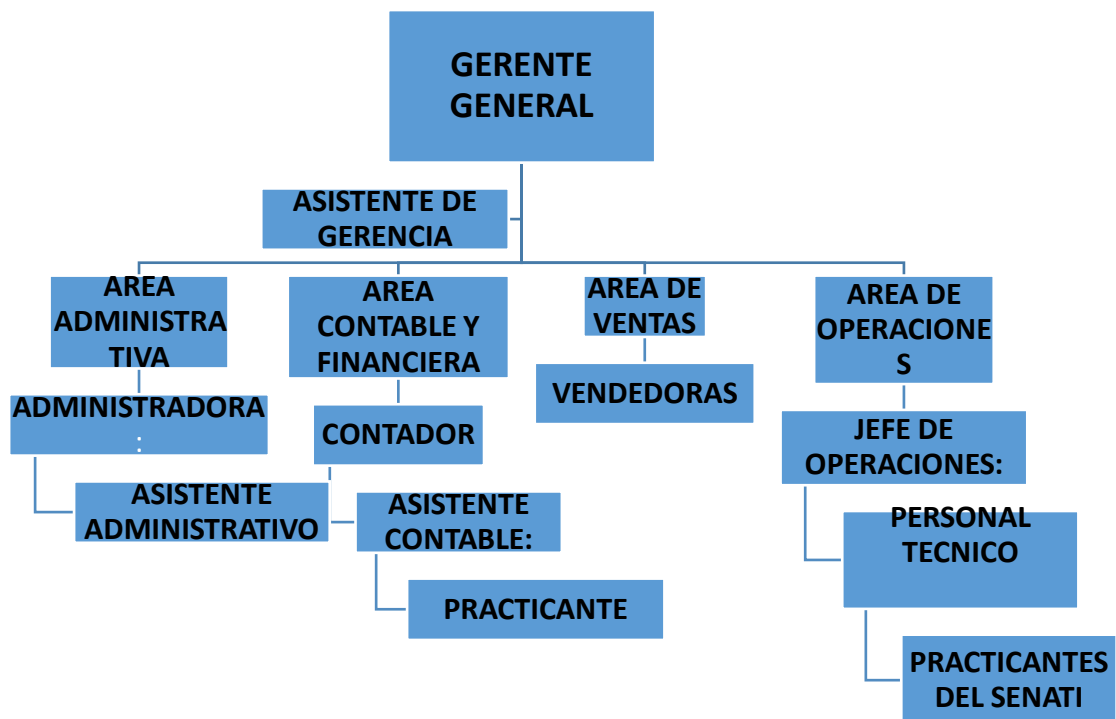 GERENTE
GENERAL
ASISTENTE DE
GERENCIA
AREA
ADMINISTRA
TIVA
AREA
CONTABLE Y
FINANCIERA
AREA DE
VENTAS
AREA DE
OPERACIONE
S
ADMINISTRADORA
:
CONTADOR
VENDEDORAS
JEFE DE
OPERACIONES:
ASISTENTE
ADMINISTRATIVO
ASISTENTE
CONTABLE:
PERSONAL
TECNICO
PRACTICANTE
PRACTICANTES
DEL SENATI